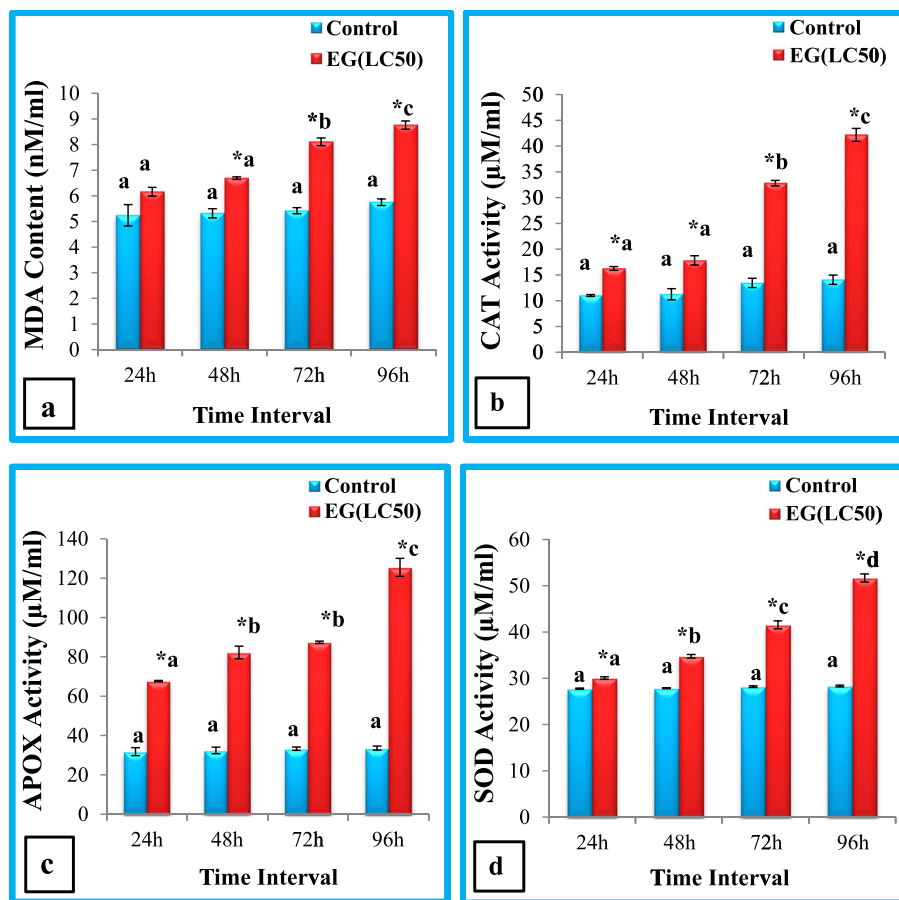 Control
EG(LC50)
MDA Content (nM/ml)
10
9
8
7
6
5
4
3
2
1
0
a a
a *a
a *b
a *c
24h 48h 72h 96h
Time Interval
a
Control
EG(LC50)
CAT Activity (µM/ml)
50
45
40
35
30
25
20
15
10
5
0
a *a
a *a
a *b
a *c
24h 48h 72h 96h
Time Interval
b
Control
EG(LC50)
APOX Activity (µM/ml)
140
120
100
80
60
40
20
0
a *a
a *b
a *b
a *c
24h 48h 72h 96h
Time Interval
c
Control
EG(LC50)
SOD Activity (µM/ml)
60
50
40
30
20
10
0
a *a
a *b
a *c
a *d
24h 48h 72h 96h
Time Interval
d